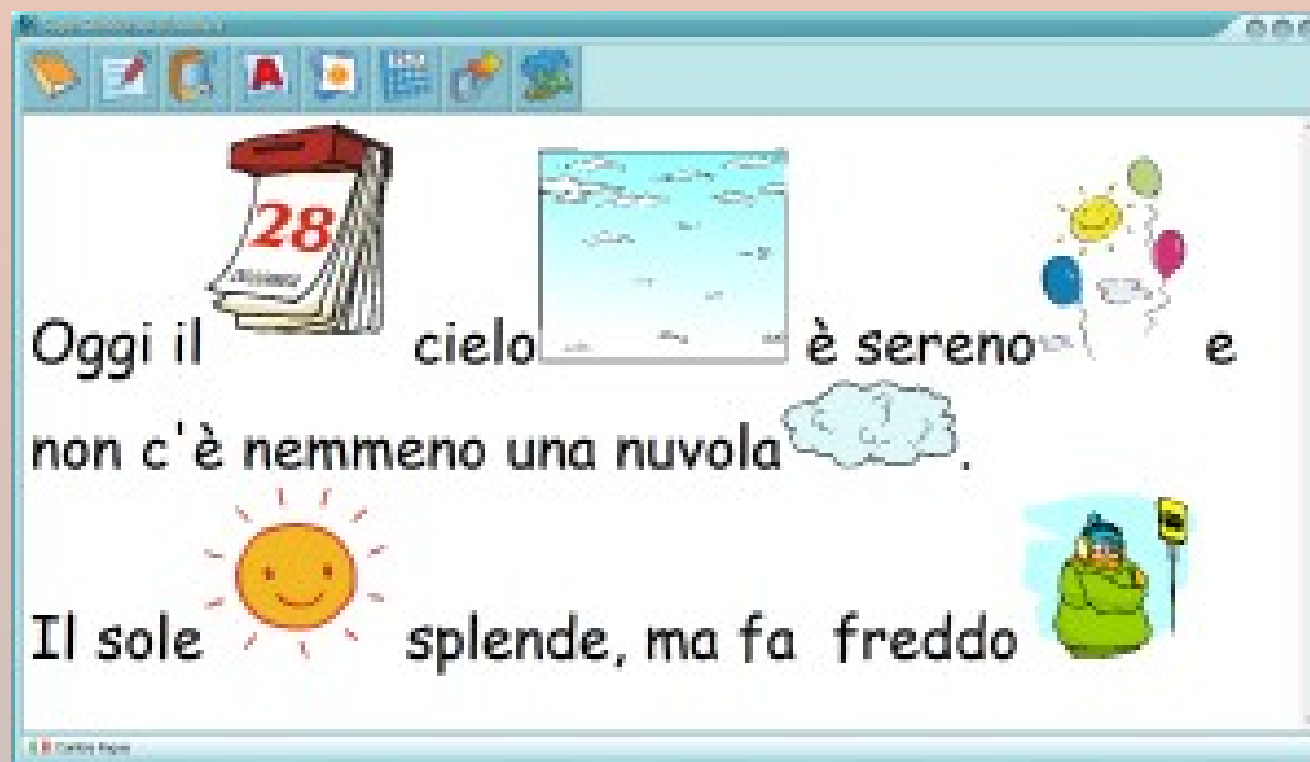 28
Oggi il cielo è sereno e
non c'è nemmeno una nuvola.
Il sole splende, ma fa freddo